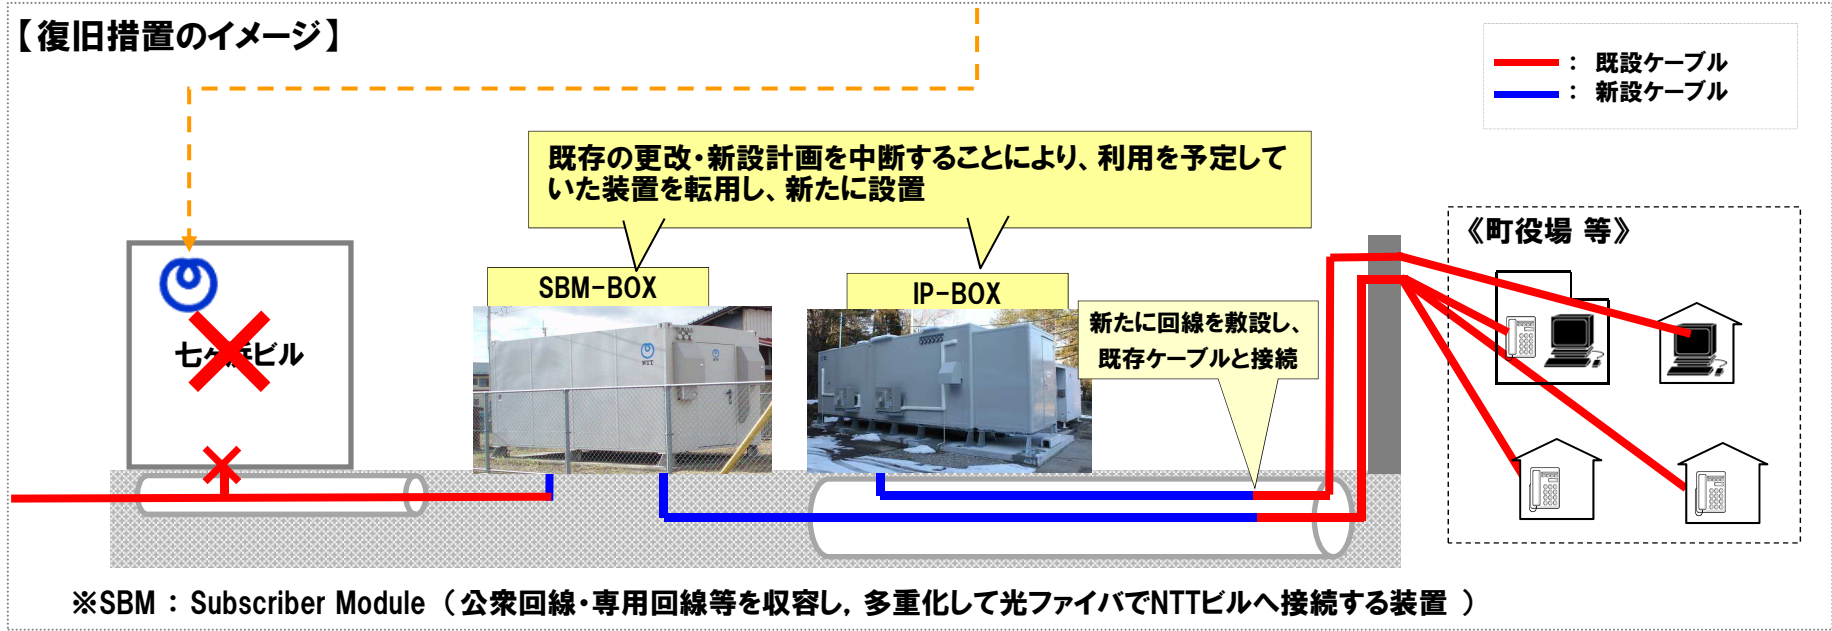 【復旧措置のイメージ】
： 既設ケーブル
： 新設ケーブル
既存の更改・新設計画を中断することにより、利用を予定して
いた装置を転用し、新たに設置
《町役場 等》
SBM-BOX
IP-BOX
新たに回線を敷設し、
既存ケーブルと接続
七ヶ浜ビル
NTT
※SBM : Subscriber Module （公衆回線・専用回線等を収容し, 多重化して光ファイバでNTTビルへ接続する装置 ）